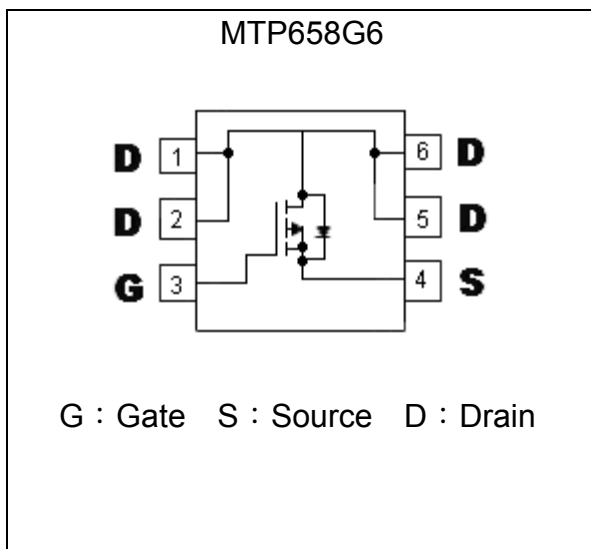 MTP658G6
D 1 6 D
D 2 5 D
G 3 4 S
G：Gate S：Source D：Drain